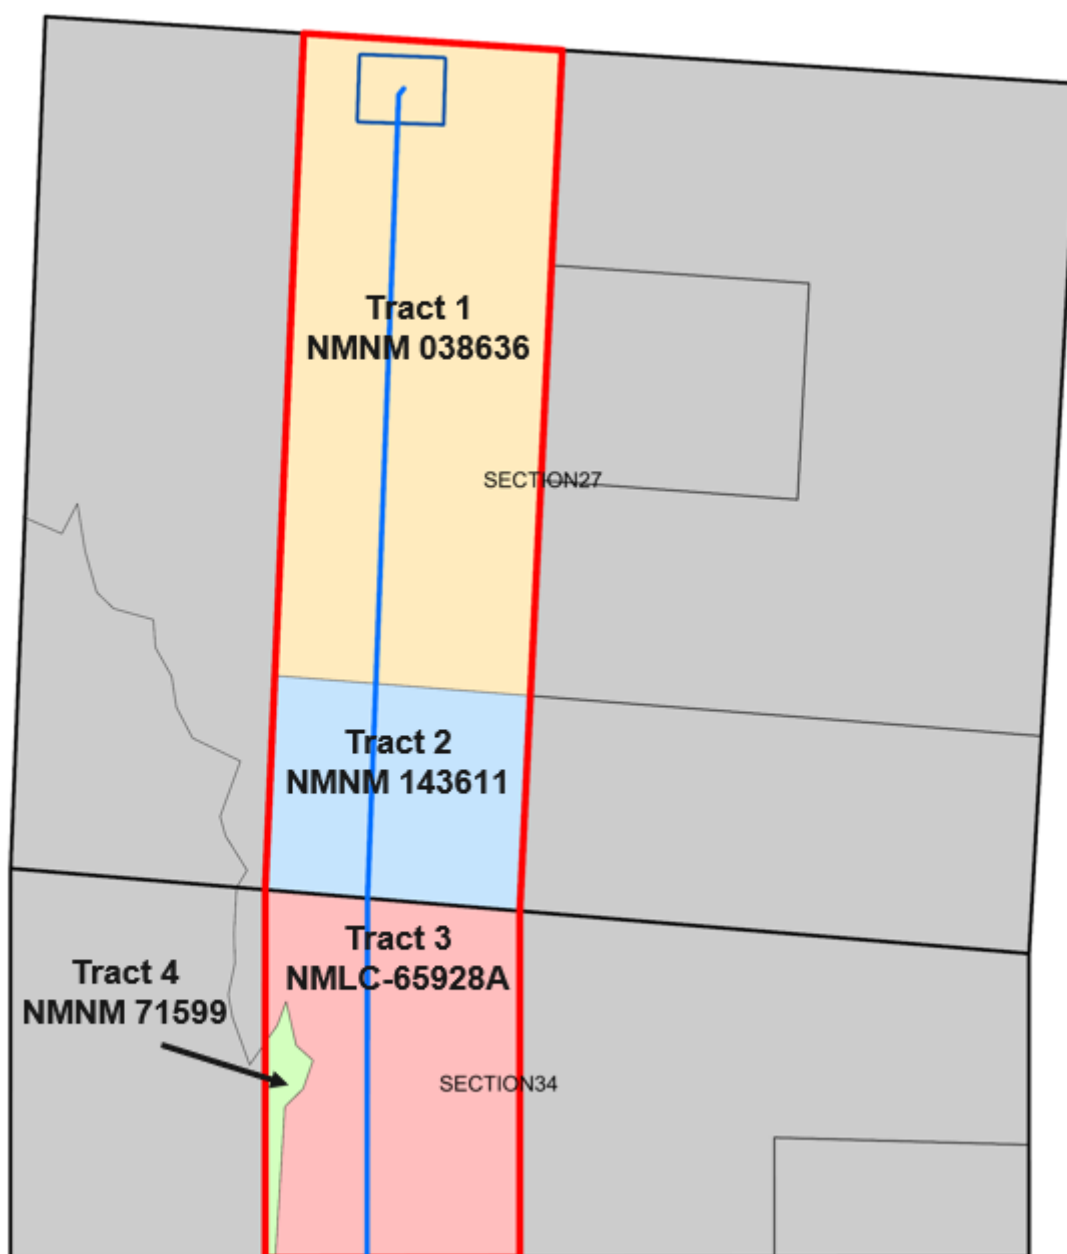 Tract 1
NMNM 038636
SECTION27
Tract 2
NMNM 143611
Tract 3
NMLC-65928A
Tract 4
NMNM 71599
SECTION34